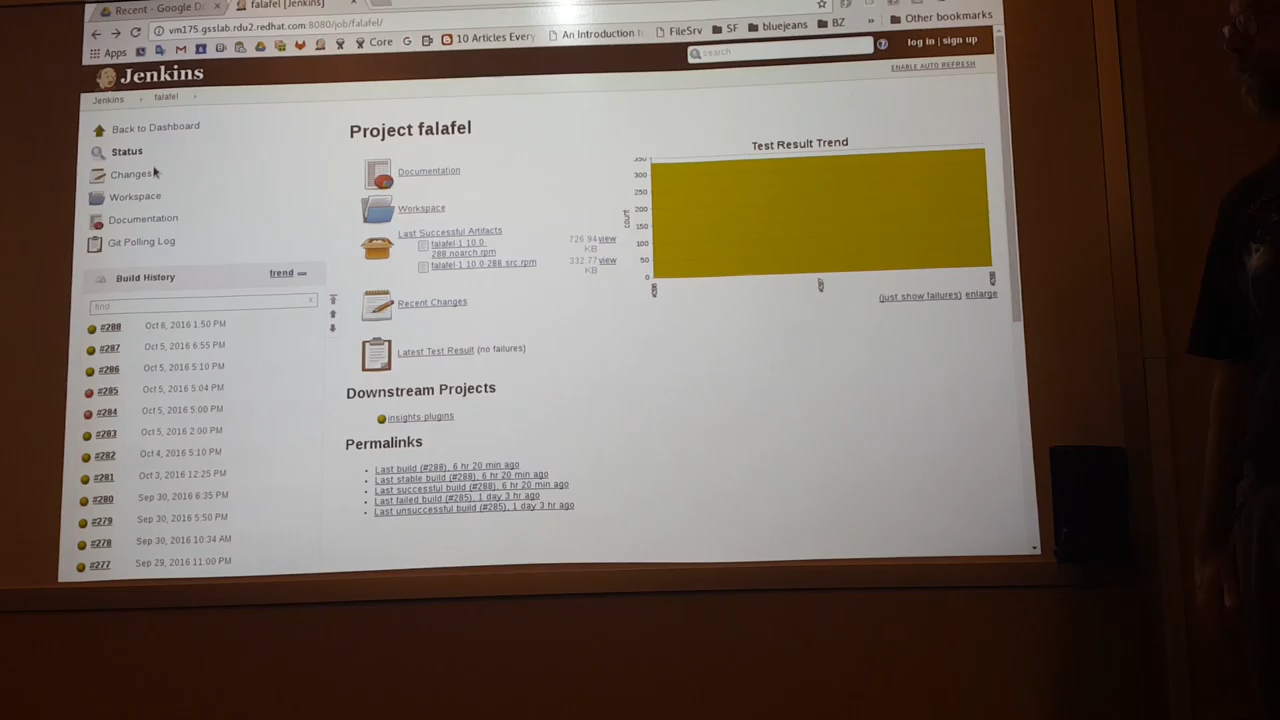 Recent - Google D
falafel [Jenkins]
vm175.gsslab.rdu2.redhat.com:8080/job/falafel/
Apps
Core
10 Articles Every
An Introduction t
FileSrv
SF
bluejeans
BZ
»
Other bookmarks
Jenkins
search
log in | sign up
Jenkins
falafel
ENABLE AUTO REFRESH
Back to Dashboard
Status
Changes
Workspace
Documentation
Git Polling Log
Build History
trend
find
x
#288 Oct 6, 2016 1:50 PM
#287 Oct 5, 2016 6:55 PM
#286 Oct 5, 2016 5:10 PM
#285 Oct 5, 2016 5:04 PM
#284 Oct 5, 2016 5:00 PM
#283 Oct 5, 2016 2:00 PM
#282 Oct 4, 2016 5:10 PM
#281 Oct 3, 2016 12:25 PM
#280 Sep 30, 2016 6:35 PM
#279 Sep 30, 2016 5:50 PM
#278 Sep 30, 2016 10:34 AM
#277 Sep 29, 2016 11:00 PM
Project falafel
Documentation
Workspace
Last Successful Artifacts
falafel-1.10.0-
288.noarch.rpm
726.94 view
KB
falafel-1.10.0-288.src.rpm
332.77 view
KB
Recent Changes
Latest Test Result (no failures)
Downstream Projects
insights-plugins
Permalinks
Last build (#288), 6 hr 20 min ago
Last stable build (#288), 6 hr 20 min ago
Last successful build (#288), 6 hr 20 min ago
Last failed build (#285), 1 day 3 hr ago
Last unsuccessful build (#285), 1 day 3 hr ago
Test Result Trend
count
350
300
250
200
150
100
50
0
#286
#287
#288
(just show failures) enlarge